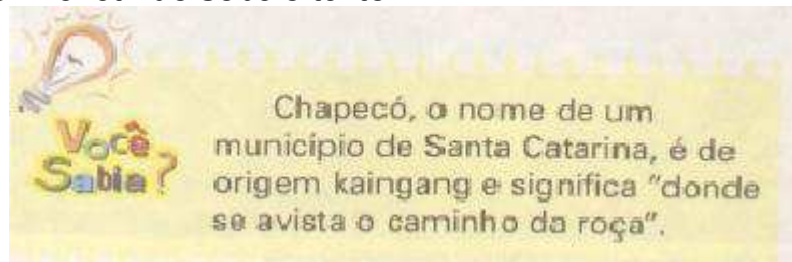 Você
Sabia?
Chapecó, o nome de um
município de Santa Catarina, é de
origem kaingang e significa "donde
se avista o caminho da roça".